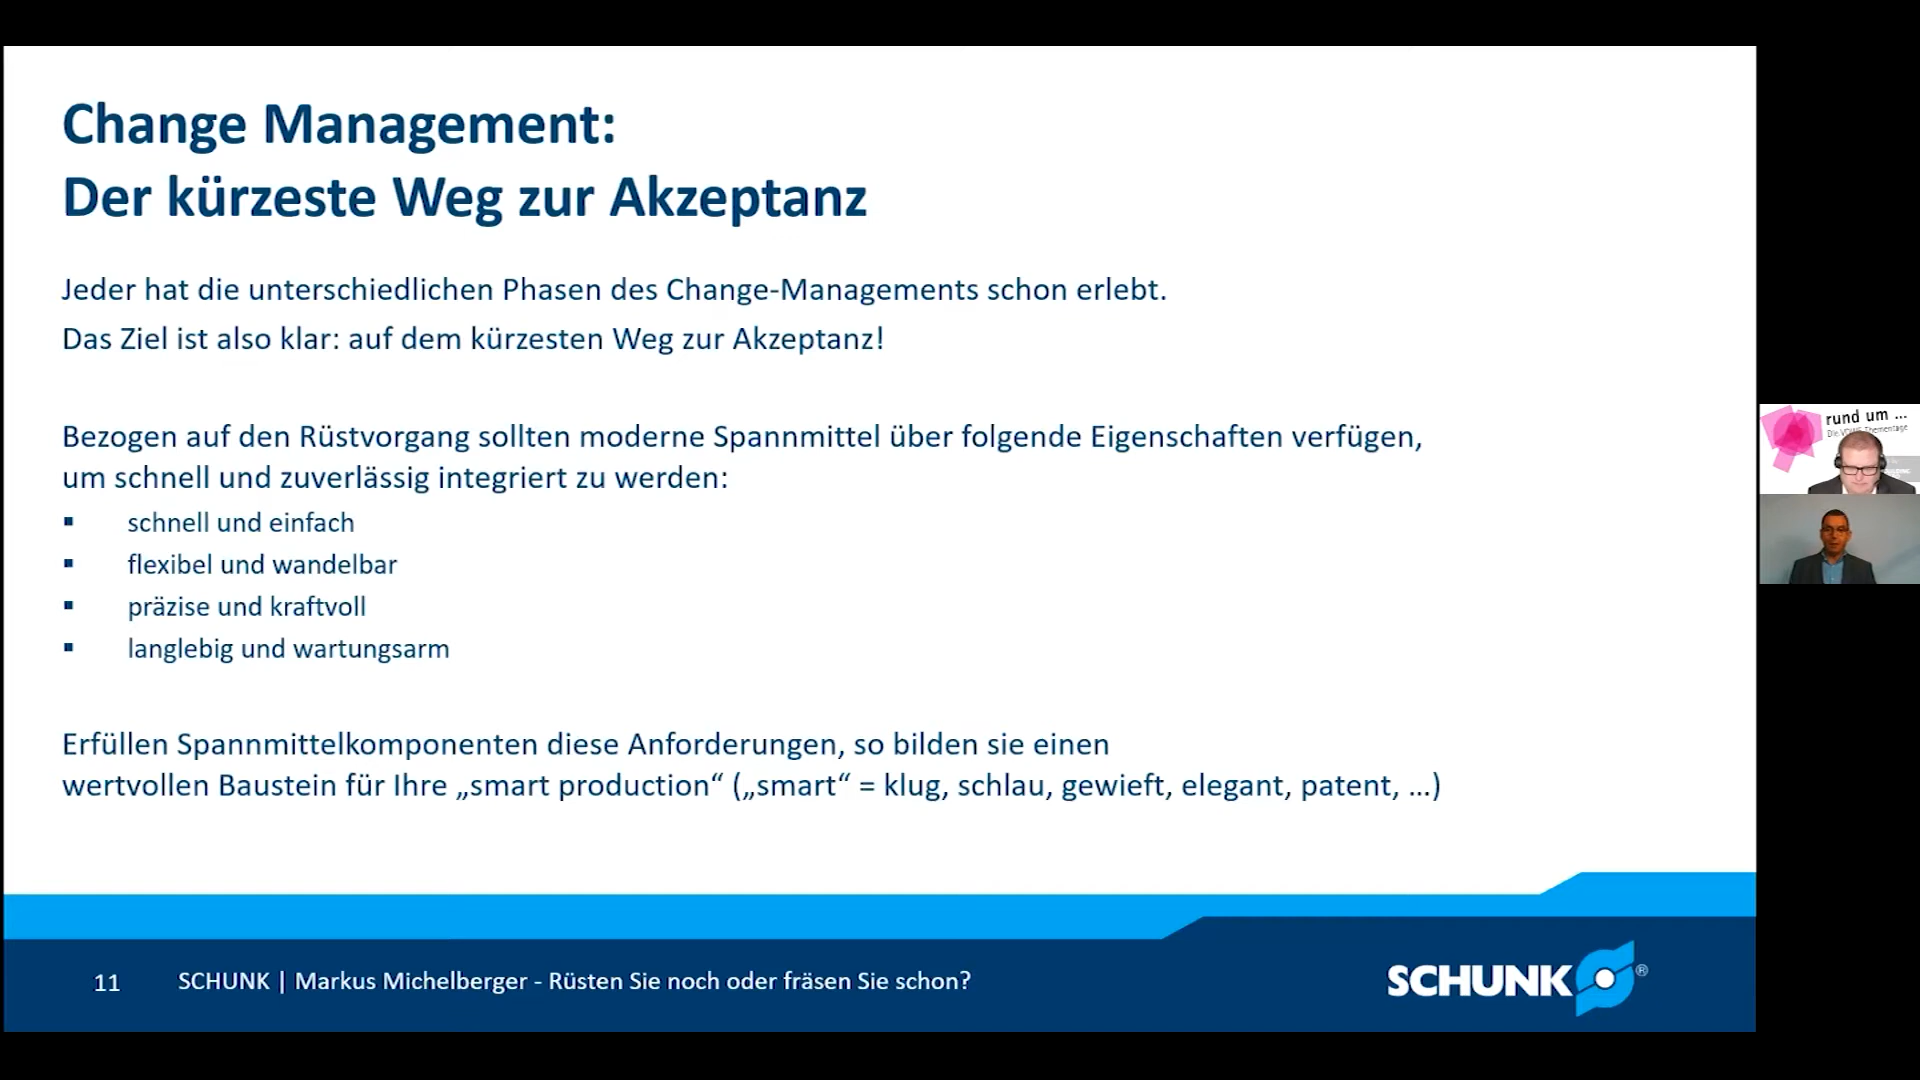 Change Management:
Der kürzeste Weg zur Akzeptanz
Jeder hat die unterschiedlichen Phasen des Change-Managements schon erlebt.
Das Ziel ist also klar: auf dem kürzesten Weg zur Akzeptanz!
Bezogen auf den Rüstvorgang sollten moderne Spannmittel über folgende Eigenschaften verfügen,
um schnell und zuverlässig integriert zu werden:
▪ schnell und einfach
▪ flexibel und wandelbar
▪ präzise und kraftvoll
▪ langlebig und wartungsarm
Erfüllen Spannmittelkomponenten diese Anforderungen, so bilden sie einen
wertvollen Baustein für Ihre „smart production“ („smart“ = klug, schlau, gewieft, elegant, patent, …)
11 SCHUNK | Markus Michelberger - Rüsten Sie noch oder fräsen Sie schon?
SCHUNK ®
rund um ...